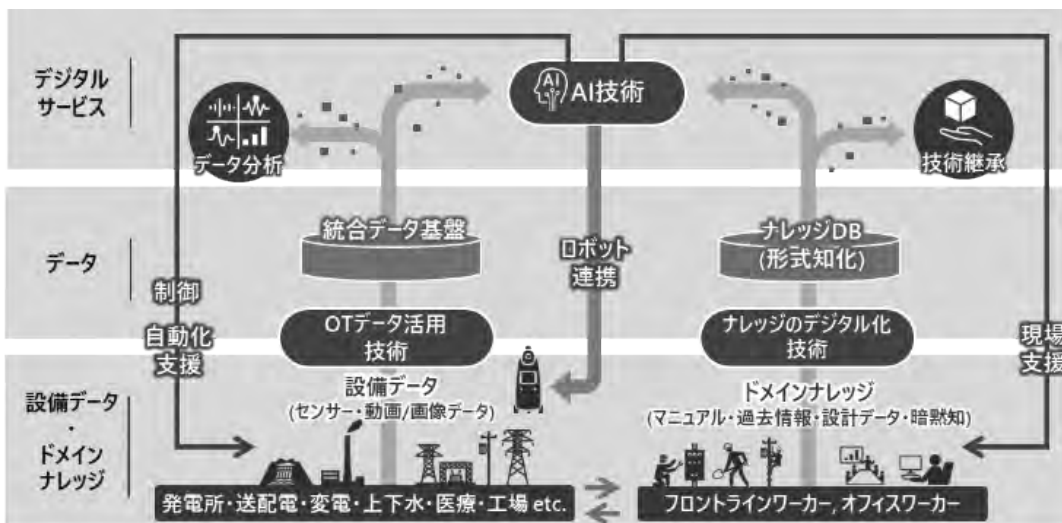 デジタル
サービス
AI
AI技術
データ分析
技術継承
データ
統合データ基盤
ロボット
連携
ナレッジDB
(形式知化)
制御
自動化
支援
OTデータ活用
技術
ナレッジのデジタル化
技術
現場
支援
設備データ
・
ドメイン
ナレッジ
設備データ
(センサー・動画/画像データ)
ドメインナレッジ
(マニュアル・過去情報・設計データ・暗黙知)
発電所・送配電・変電・上下水・医療・工場 etc.
フロントラインワーカー, オフィスワーカー